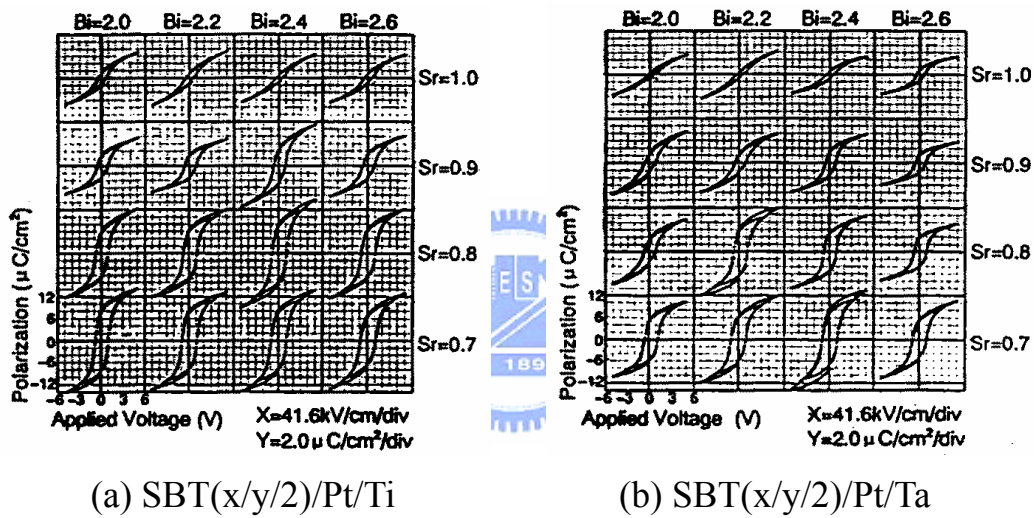 Bi=2.0 Bi=2.2 Bi=2.4 Bi=2.6
Sr=1.0
Sr=0.9
Sr=0.8
Sr=0.7
Polarization (μC/cm²)
12
6
0
-6
-12
-6 -3 0 3 6
Applied Voltage (V)
X=41.6kV/cm/div
Y=2.0μC/cm²/div
(a) SBT(x/y/2)/Pt/Ti
Bi=2.0 Bi=2.2 Bi=2.4 Bi=2.6
Sr=1.0
Sr=0.9
Sr=0.8
Sr=0.7
Polarization (μC/cm²)
12
6
0
-6
-12
-6 -3 0 3 6
Applied Voltage (V)
X=41.6kV/cm/div
Y=2.0μC/cm²/div
(b) SBT(x/y/2)/Pt/Ta
ES
189